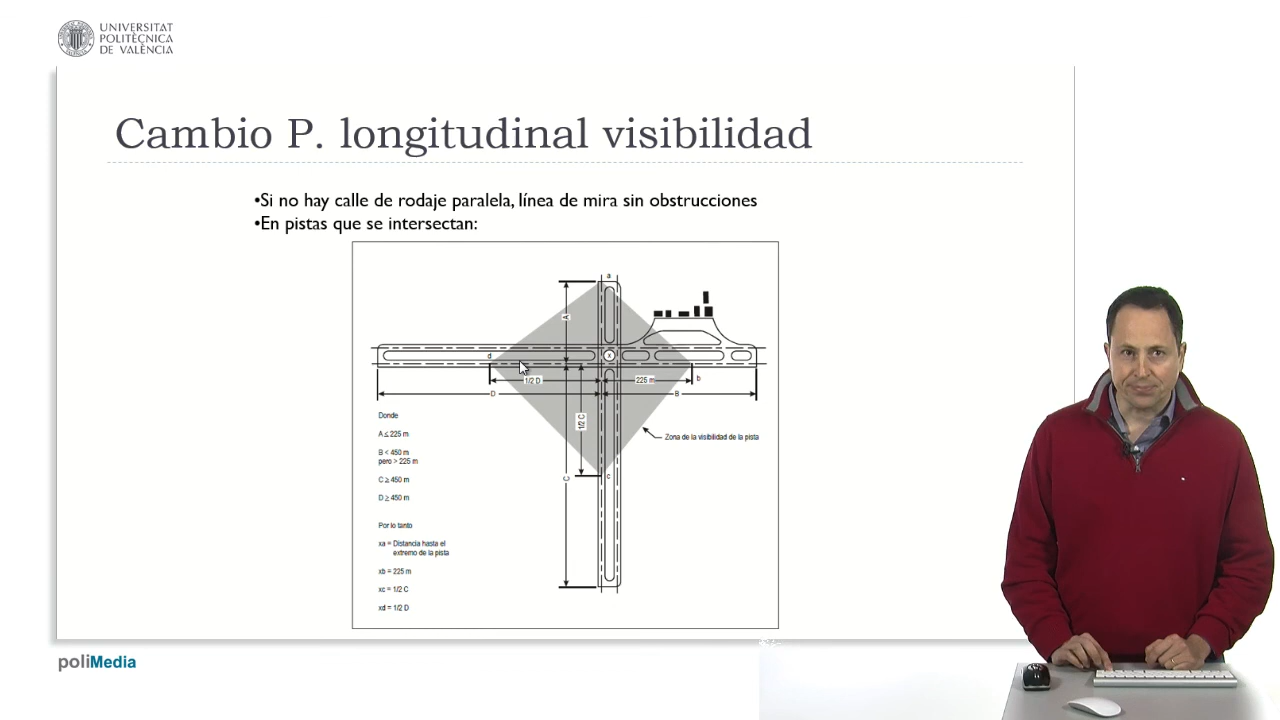 UNIVERSITAT
POLITÈCNICA
DE VALÈNCIA
Cambio P. longitudinal visibilidad
•Si no hay calle de rodaje paralela, línea de mira sin obstrucciones
•En pistas que se intersectan:
a
A
d
x
1/2 D
225 m
b
D
B
1/2 C
Donde
A ≤ 225 m
Zona de la visibilidad de la pista
B < 450 m
pero > 225 m
C ≥ 450 m
C
c
D ≥ 450 m
Por lo tanto
xa = Distancia hasta el
extremo de la pista
xb = 225 m
xc = 1/2 C
xd = 1/2 D
poliMedia